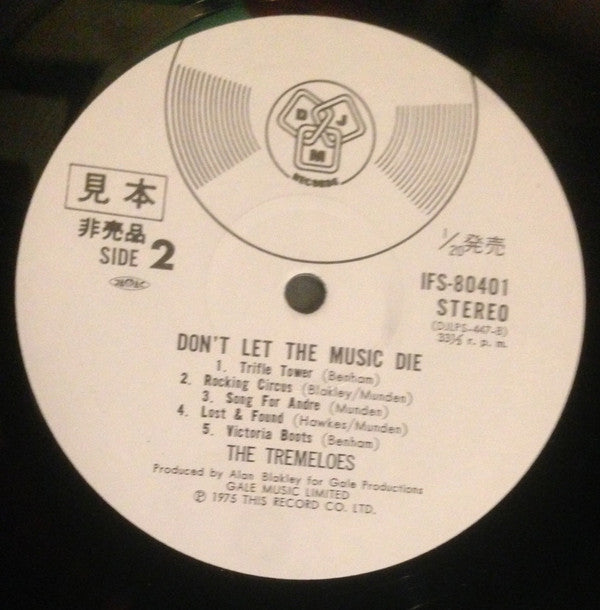 D J
M
RECORDS
見本
非売品
SIDE 2
1/20発売
IFS-80401
STEREO
(DJLPS-447-B)
33⅓ r. p. m.
DON'T LET THE MUSIC DIE
1. Trifle Tower (Benham)
2. Rocking Circus (Blakley/Munden)
3. Song For Andre (Munden)
4. Lost & Found (Hawkes/Munden)
5. Victoria Boots (Benham)
THE TREMELOES
Produced by Alan Blakley for Gale Productions
GALE MUSIC LIMITED
Ⓟ 1975 THIS RECORD CO. LTD.